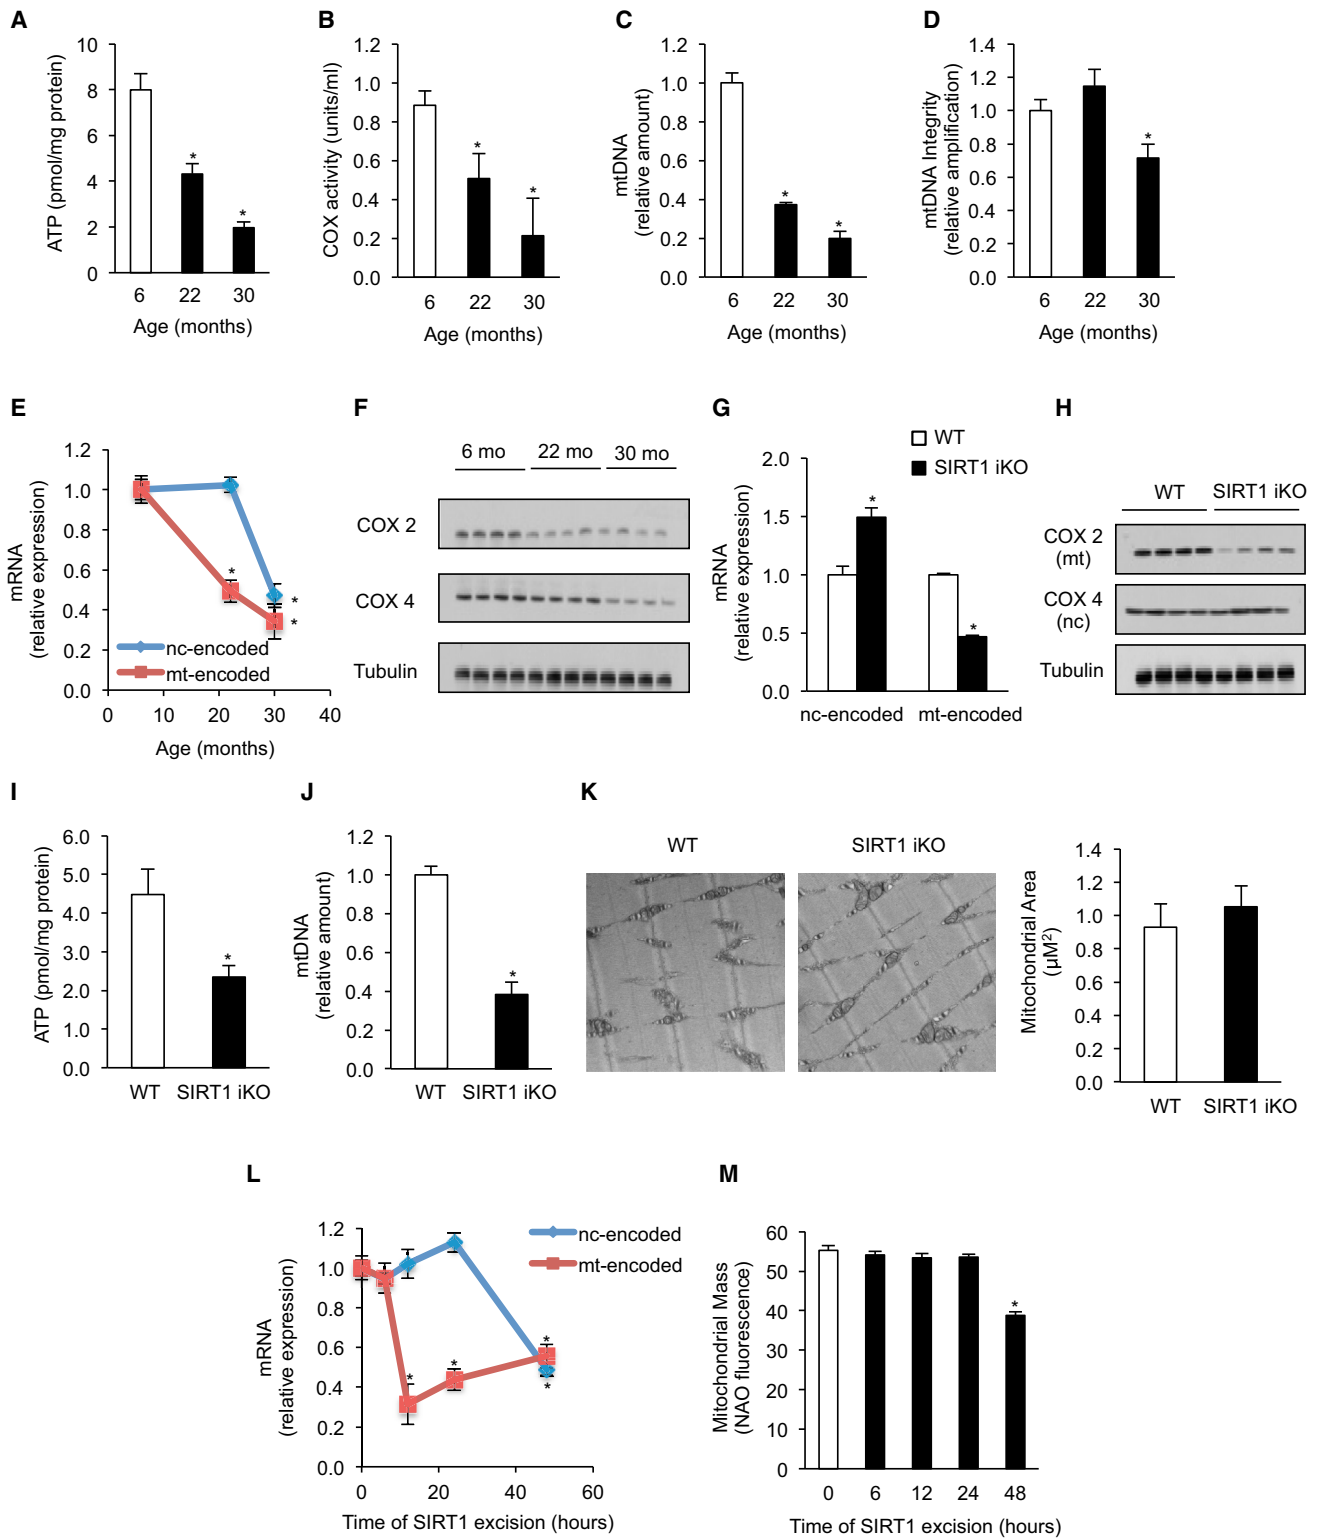 A
ATP (pmol/mg protein)
10
8
6
4
2
0
*
*
6 22 30
Age (months)
B
COX activity (units/ml)
1.2
1.0
0.8
0.6
0.4
0.2
0.0
*
*
6 22 30
Age (months)
C
mtDNA
(relative amount)
1.2
1.0
0.8
0.6
0.4
0.2
0.0
*
*
6 22 30
Age (months)
D
mtDNA Integrity
(relative amplification)
1.4
1.2
1.0
0.8
0.6
0.4
0.2
0.0
*
6 22 30
Age (months)
E
mRNA
(relative expression)
1.2
1.0
0.8
0.6
0.4
0.2
0.0
*
*
*
nc-encoded
mt-encoded
0 10 20 30 40
Age (months)
F
6 mo 22 mo 30 mo
COX 2
COX 4
Tubulin
G
WT
SIRT1 iKO
mRNA
(relative expression)
2.0
1.5
1.0
0.5
0.0
*
*
nc-encoded mt-encoded
H
WT SIRT1 iKO
COX 2
(mt)
COX 4
(nc)
Tubulin
I
ATP (pmol/mg protein)
6.0
5.0
4.0
3.0
2.0
1.0
0.0
*
WT SIRT1 iKO
J
mtDNA
(relative amount)
1.2
1.0
0.8
0.6
0.4
0.2
0.0
*
WT SIRT1 iKO
K
WT SIRT1 iKO
Mitochondrial Area
(µM²)
1.4
1.2
1.0
0.8
0.6
0.4
0.2
0.0
WT SIRT1 iKO
L
mRNA
(relative expression)
1.2
1.0
0.8
0.6
0.4
0.2
0.0
nc-encoded
mt-encoded
*
*
*
*
0 20 40 60
Time of SIRT1 excision (hours)
M
Mitochondrial Mass
(NAO fluorescence)
60
50
40
30
20
10
0
*
0 6 12 24 48
Time of SIRT1 excision (hours)